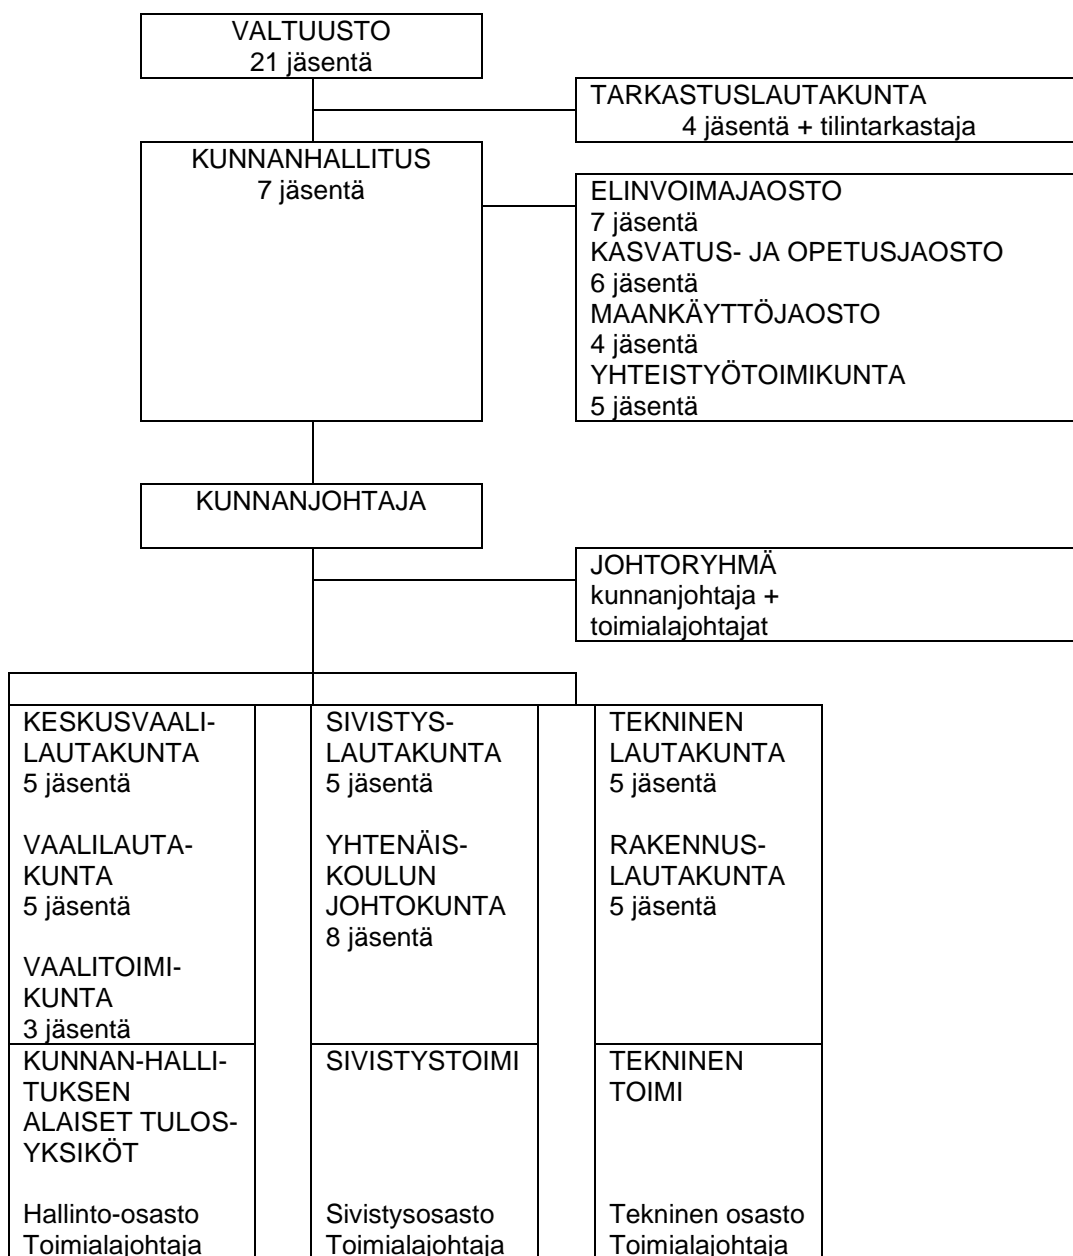 VALTUUSTO
21 jäsentä
TARKASTUSLAUTAKUNTA
4 jäsentä + tilintarkastaja
KUNNANHALLITUS
7 jäsentä
ELINVOIMAJAOSTO
7 jäsentä
KASVATUS- JA OPETUSJAOSTO
6 jäsentä
MAANKÄYTTÖJAOSTO
4 jäsentä
YHTEISTYÖTOIMIKUNTA
5 jäsentä
KUNNANJOHTAJA
JOHTORYHMÄ
kunnanjohtaja +
toimialajohtajat
KESKUSVAALI-
LAUTAKUNTA
5 jäsentä
VAALILAUTA-
KUNTA
5 jäsentä
VAALITOIMI-
KUNTA
3 jäsentä
SIVISTYS-
LAUTAKUNTA
5 jäsentä
YHTENÄIS-
KOULUN
JOHTOKUNTA
8 jäsentä
TEKNINEN
LAUTAKUNTA
5 jäsentä
RAKENNUS-
LAUTAKUNTA
5 jäsentä
KUNNAN-HALLI-
TUKSEN
ALAISET TULOS-
YKSIKÖT
Hallinto-osasto
Toimialajohtaja
SIVISTYSTOIMI
Sivistysosasto
Toimialajohtaja
TEKNINEN
TOIMI
Tekninen osasto
Toimialajohtaja